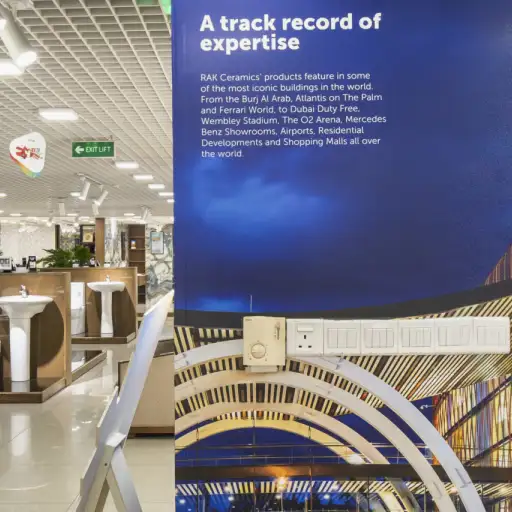 A track record of
expertise
RAK Ceramics' products feature in some
of the most iconic buildings in the world.
From the Burj Al Arab, Atlantis on The Palm
and Ferrari World, to Dubai Duty Free,
Wembley Stadium, The O2 Arena, Mercedes
Benz Showrooms, Airports, Residential
Developments and Shopping Malls all over
the world.
EXIT LIFT